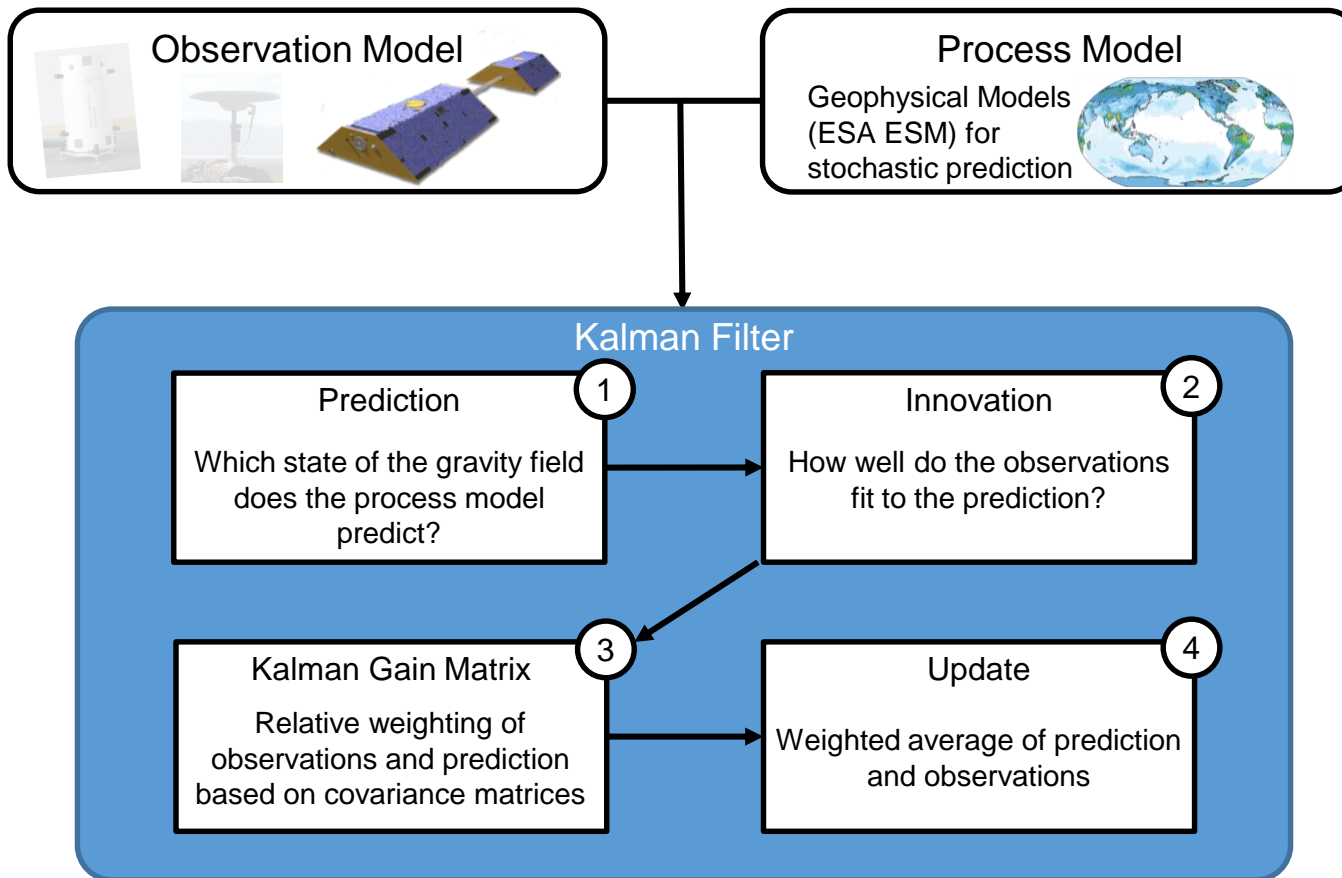 Observation Model
Process Model
Geophysical Models
(ESA ESM) for
stochastic prediction
Kalman Filter
1
Prediction
Which state of the gravity field
does the process model
predict?
2
Innovation
How well do the observations
fit to the prediction?
3
Kalman Gain Matrix
Relative weighting of
observations and prediction
based on covariance matrices
4
Update
Weighted average of prediction
and observations